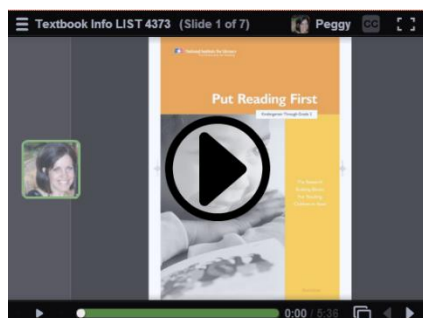 Textbook Info LIST 4373 (Slide 1 of 7)
Peggy
CC
National Institute for Literacy
Put Reading First
Kindergarten Through Grade 3
The Research
Building Blocks
For Teaching
Children to Read
0:00 / 5:36